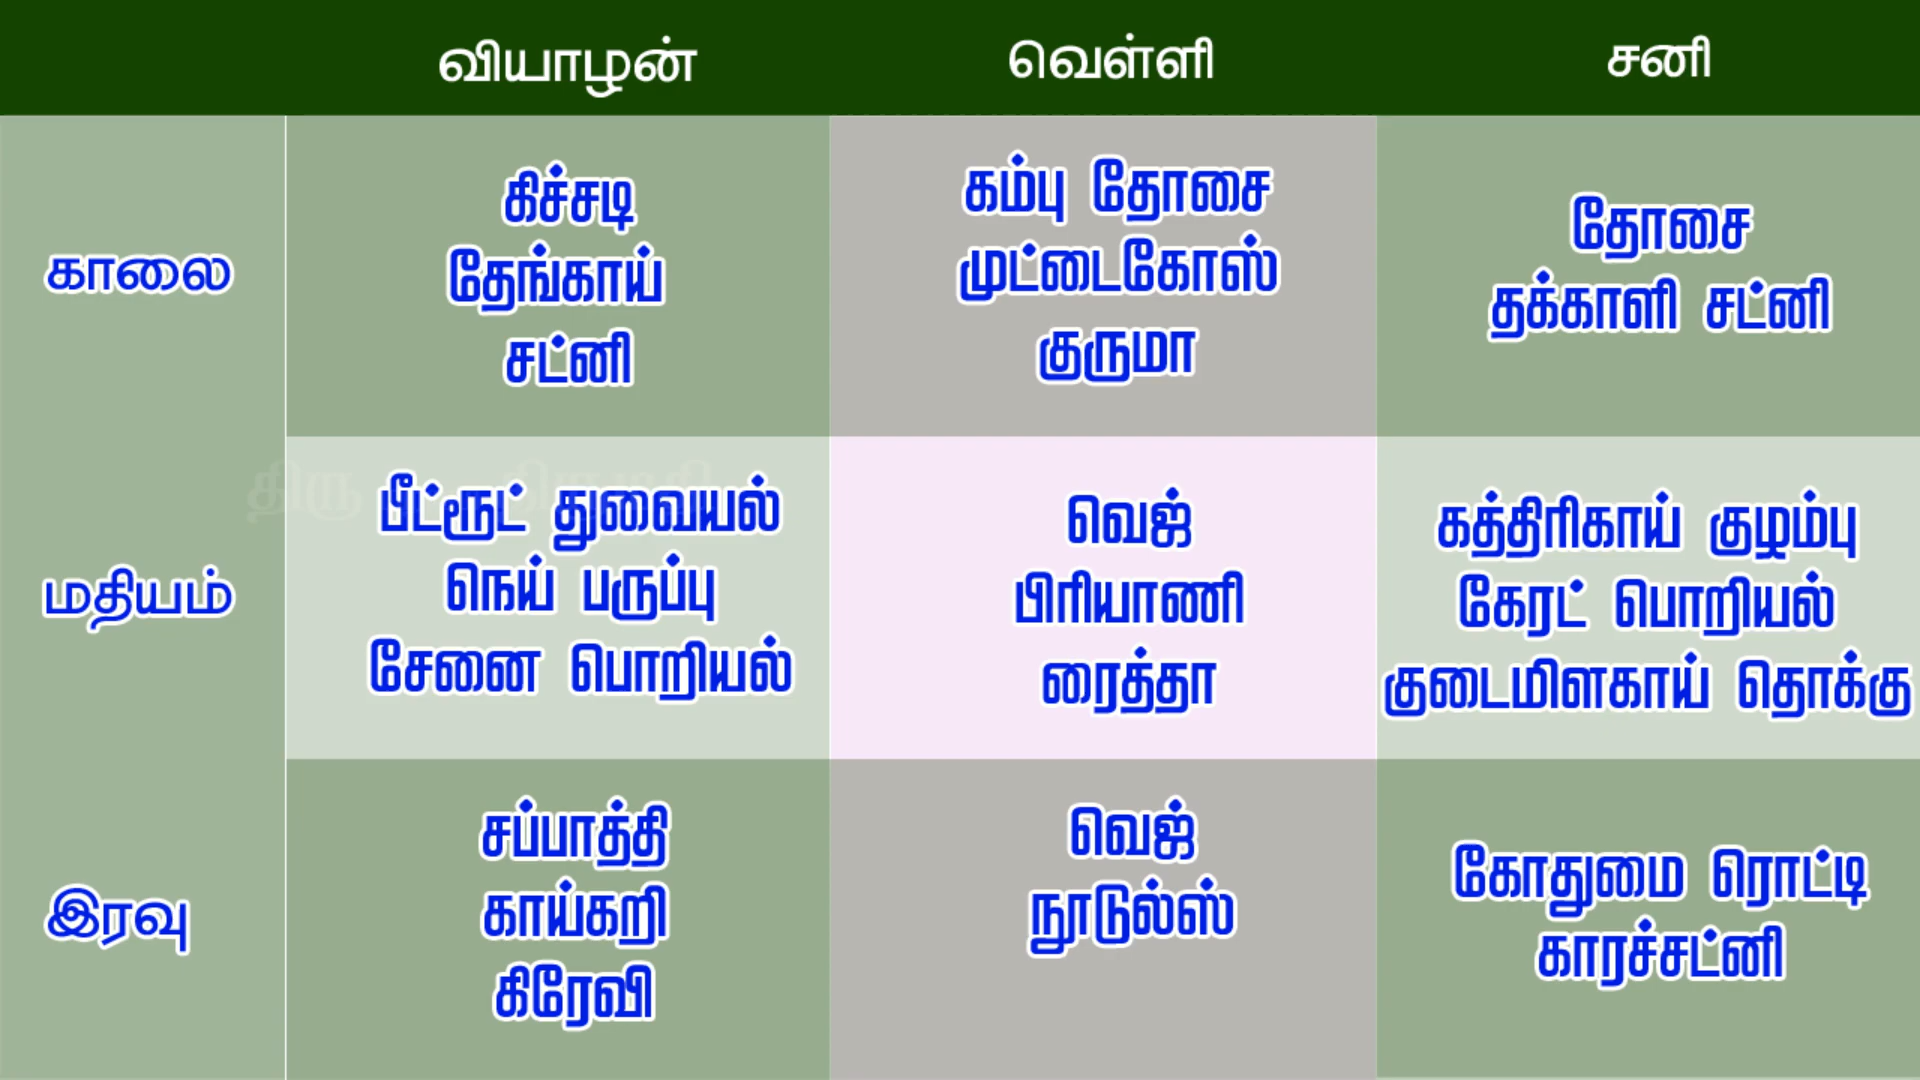 வியாழன் வெள்ளி சனி
காலை
கிச்சடி
தேங்காய்
சட்னி
கம்பு தோசை
முட்டைகோஸ்
குருமா
தோசை
தக்காளி சட்னி
மதியம்
பீட்ரூட் துவையல்
நெய் பருப்பு
சேனை பொறியல்
வெஜ்
பிரியாணி
ரைத்தா
கத்திரிகாய் குழம்பு
கேரட் பொறியல்
குடைமிளகாய் தொக்கு
இரவு
சப்பாத்தி
காய்கறி
கிரேவி
வெஜ்
நூடுல்ஸ்
கோதுமை ரொட்டி
காரச்சட்னி